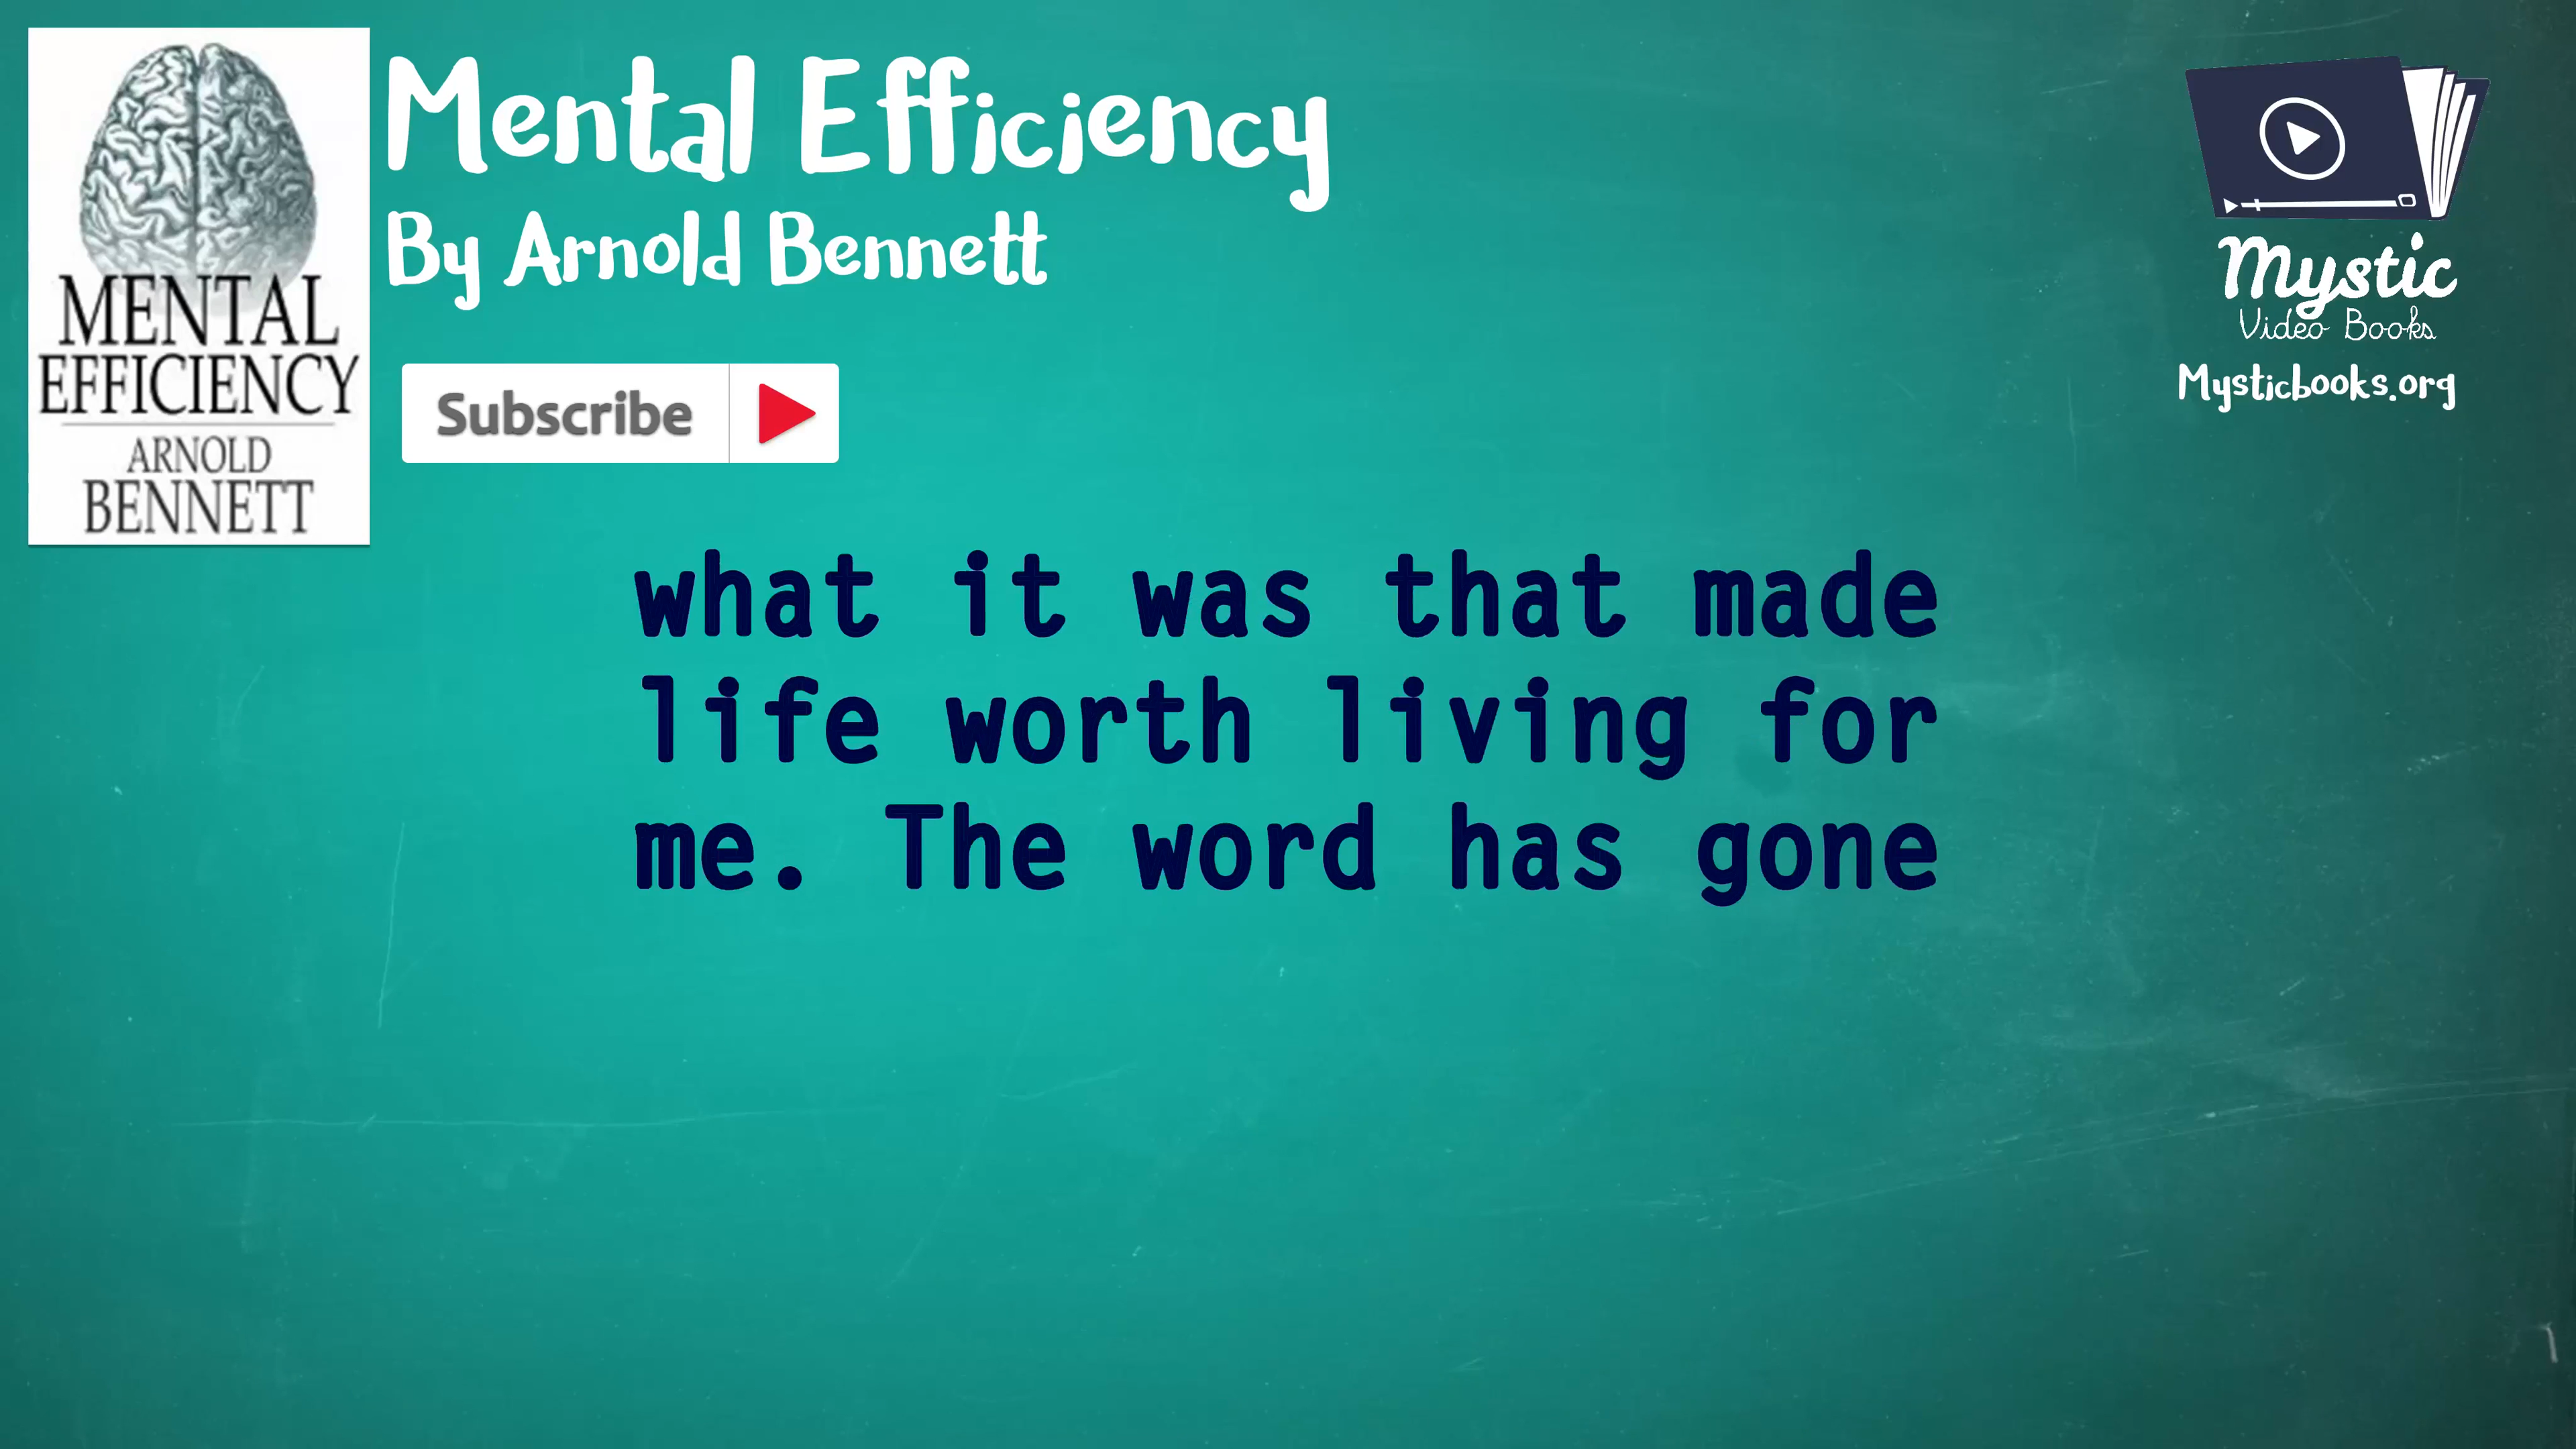 MENTAL
EFFICIENCY
ARNOLD
BENNETT
Mental Efficiency
By Arnold Bennett
Subscribe
Mystic
Video Books
Mysticbooks.org
what it was that made
life worth living for
me. The word has gone